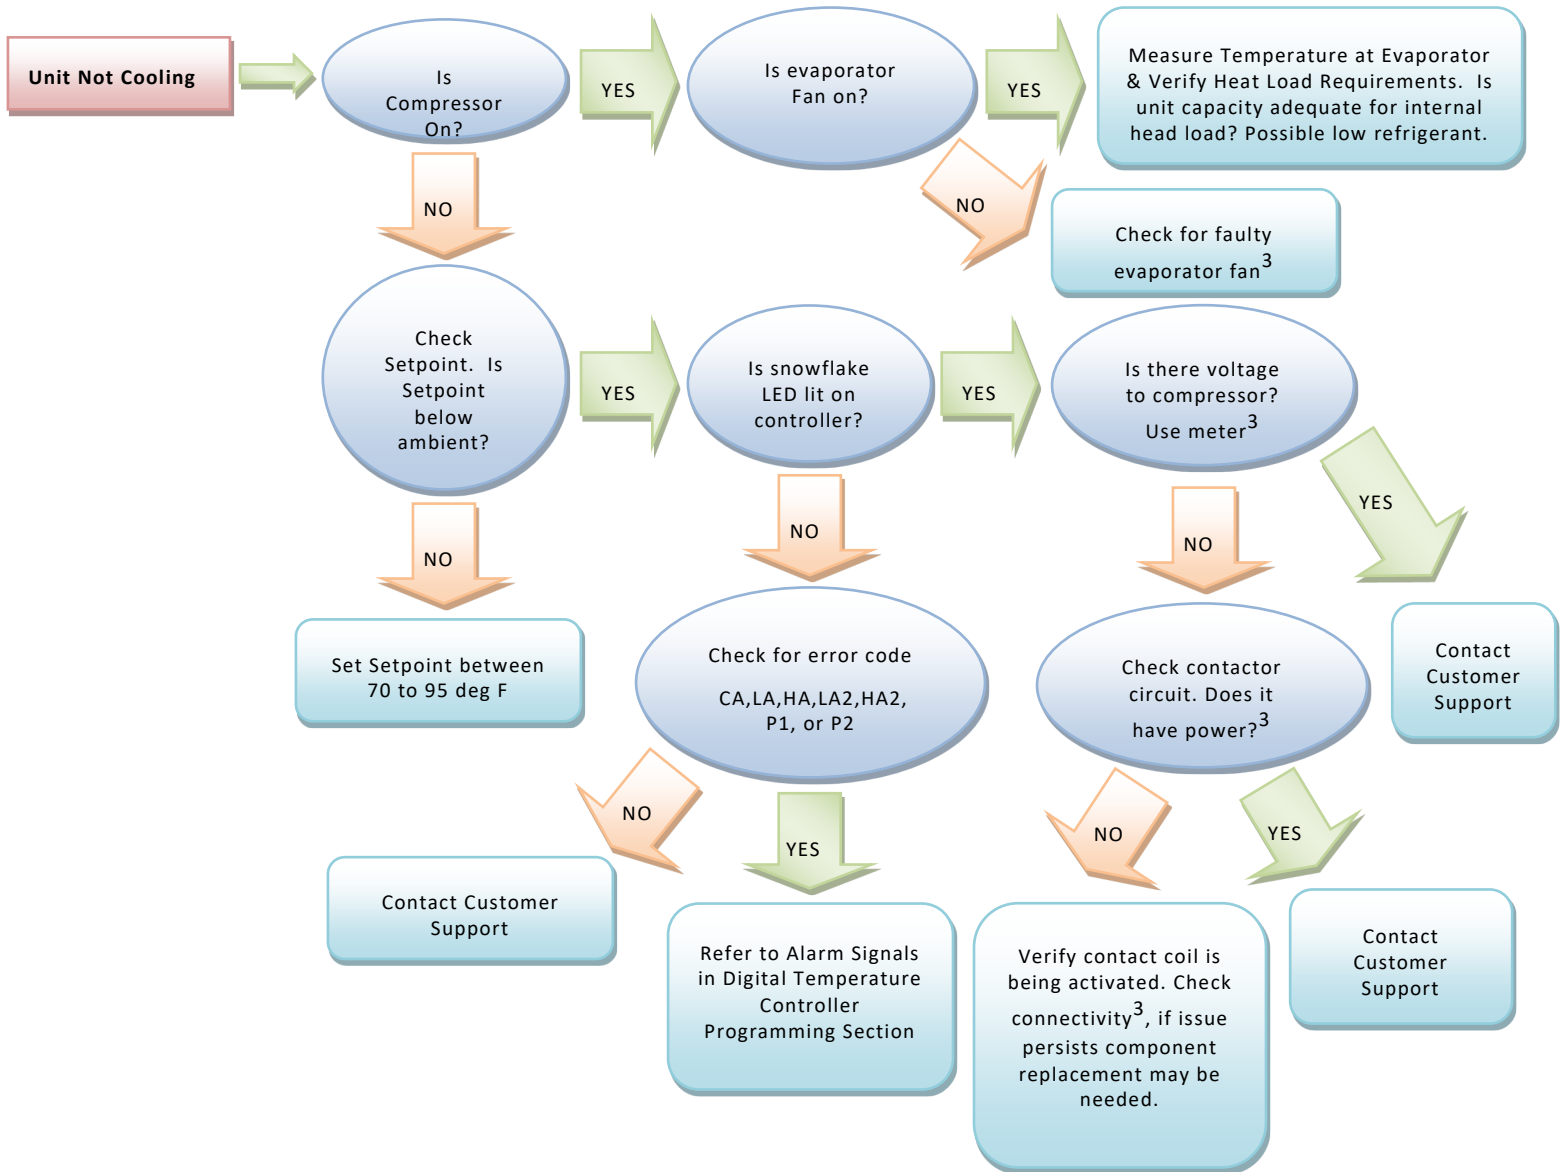 Unit Not Cooling
Is
Compressor
On?
YES
Is evaporator
Fan on?
YES
Measure Temperature at Evaporator
& Verify Heat Load Requirements.  Is
unit capacity adequate for internal
head load? Possible low refrigerant.
NO
NO
Check for faulty
evaporator fan3
Check
Setpoint.  Is
Setpoint
below
ambient?
YES
Is snowflake
LED lit on
controller?
YES
Is there voltage
to compressor?
Use meter3
NO
NO
NO
YES
Set Setpoint between
70 to 95 deg F
Check for error code
CA,LA,HA,LA2,HA2,
P1, or P2
Check contactor
circuit. Does it
have power?3
Contact
Customer
Support
NO
YES
NO
YES
Contact Customer
Support
Refer to Alarm Signals
in Digital Temperature
Controller
Programming Section
Verify contact coil is
being activated. Check
connectivity3, if issue
persists component
replacement may be
needed.
Contact
Customer
Support